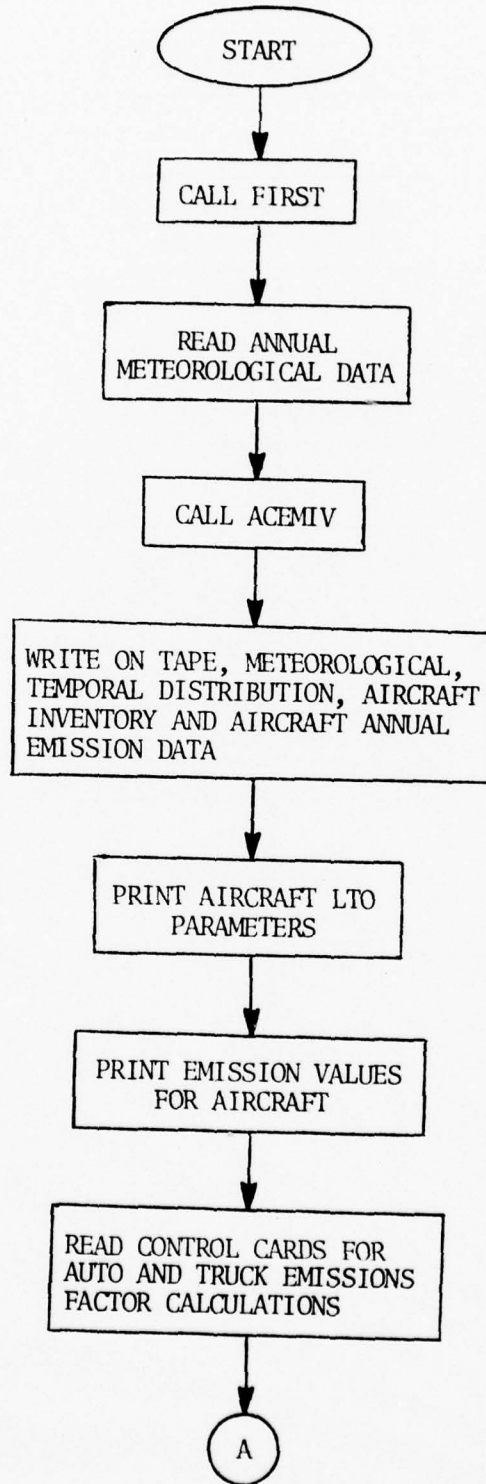 START
CALL FIRST
READ ANNUAL
METEOROLOGICAL DATA
CALL ACEMIV
WRITE ON TAPE, METEOROLOGICAL,
TEMPORAL DISTRIBUTION, AIRCRAFT
INVENTORY AND AIRCRAFT ANNUAL
EMISSION DATA
PRINT AIRCRAFT LTO
PARAMETERS
PRINT EMISSION VALUES
FOR AIRCRAFT
READ CONTROL CARDS FOR
AUTO AND TRUCK EMISSIONS
FACTOR CALCULATIONS
A